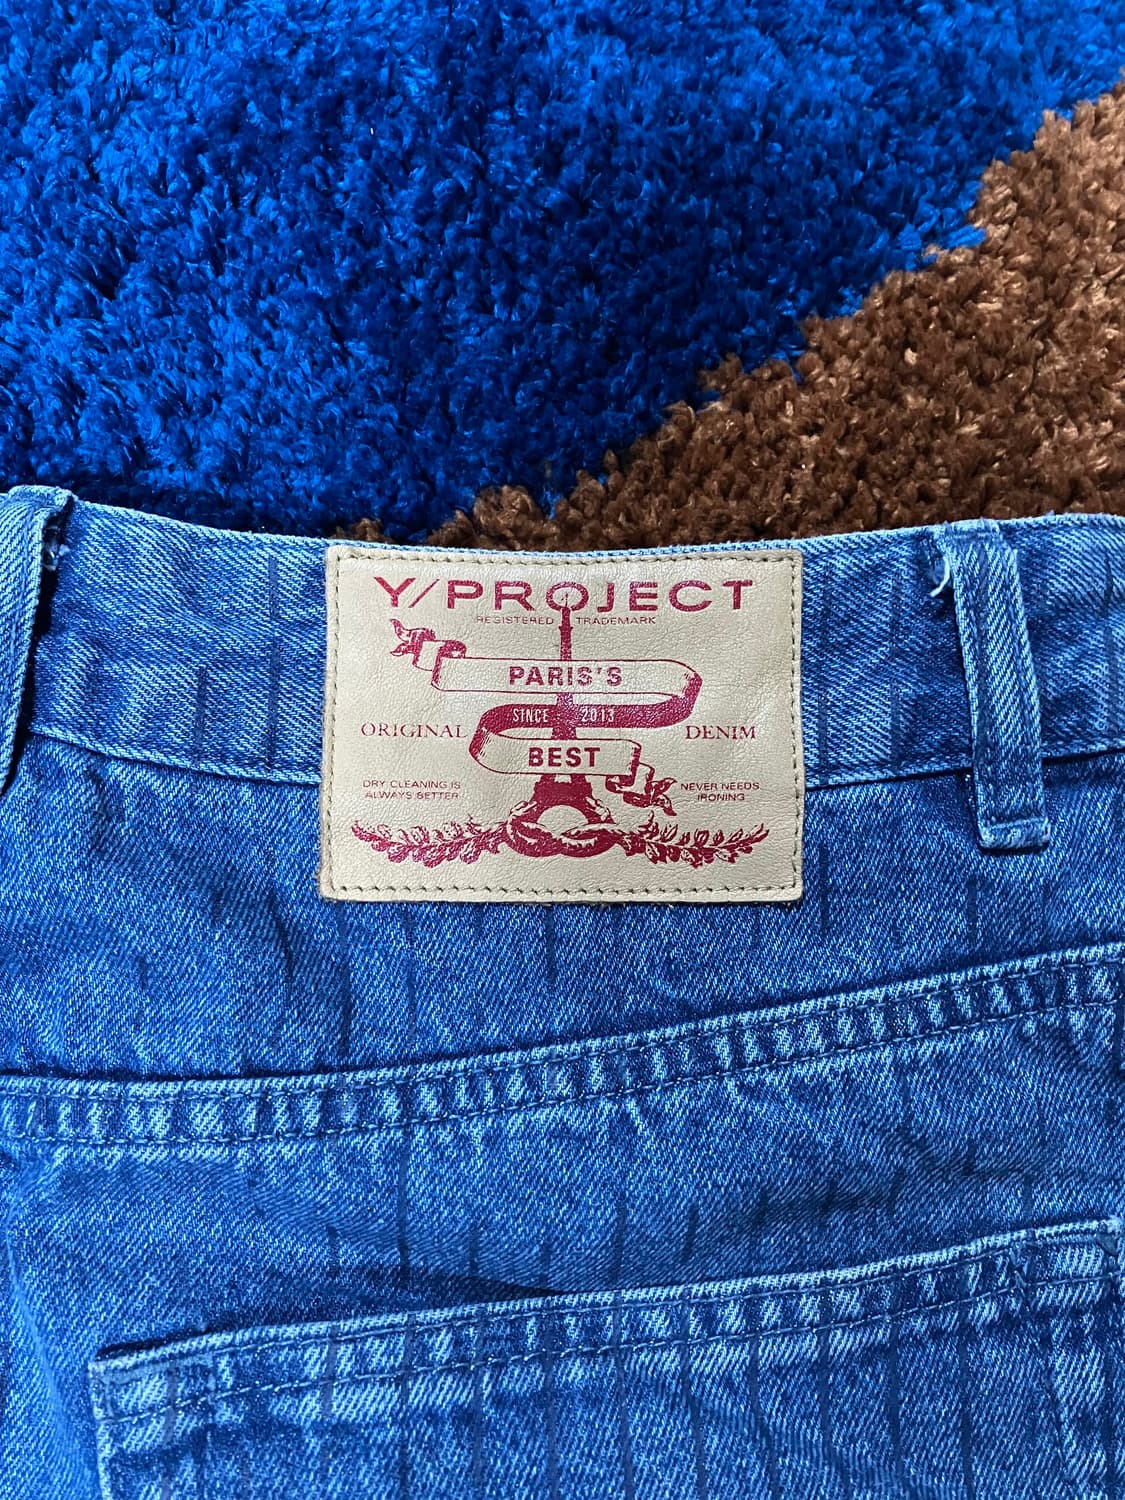 Y/PROJECT
REGISTERED TRADEMARK
PARIS'S
SINCE 2013
ORIGINAL DENIM
BEST
DRY CLEANING IS
ALWAYS BETTER
NEVER NEEDS
IRONING